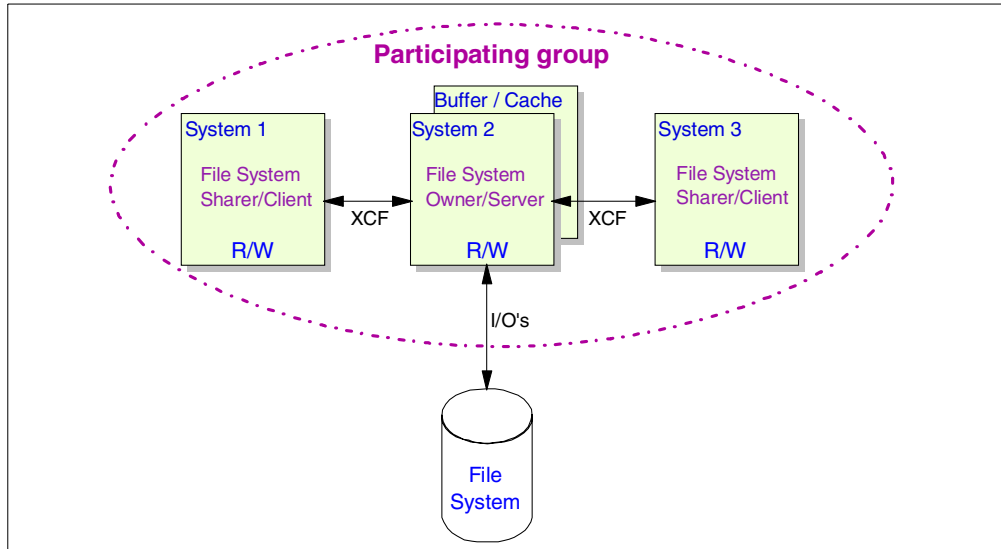 Participating group
Buffer / Cache
System 1
System 2
System 3
File System
Sharer/Client
File System
Owner/Server
File System
Sharer/Client
XCF
XCF
R/W
R/W
R/W
I/O's
File
System